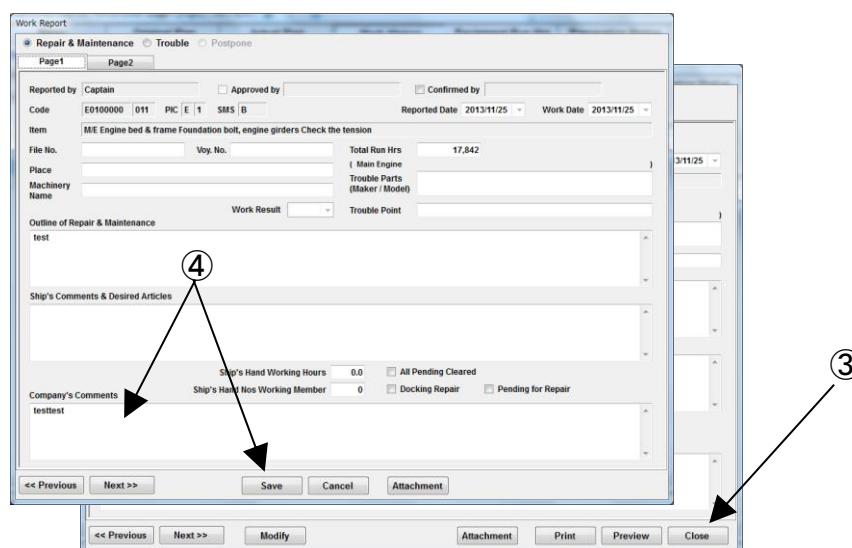 Work Report
Repair & Maintenance Trouble Postpone
Page1 Page2
Reported by Captain Approved by Confirmed by
Code E0100000 011 PIC E 1 SMS B Reported Date 2013/11/25 Work Date 2013/11/25
Item M/E Engine bed & frame Foundation bolt, engine girders Check the tension
File No. Voy. No. Total Run Hrs 17,842
3/11/25
( Main Engine )
Place
Trouble Parts
(Maker / Model)
Machinery
Name
)
Work Result Trouble Point
Outline of Repair & Maintenance
test
④
Ship's Comments & Desired Articles
③
Ship's Hand Working Hours 0.0 All Pending Cleared
Ship's Hand Nos Working Member 0 Docking Repair Pending for Repair
Company's Comments
testtest
<< Previous Next >> Save Cancel Attachment
<< Previous Next >> Modify Attachment Print Preview Close